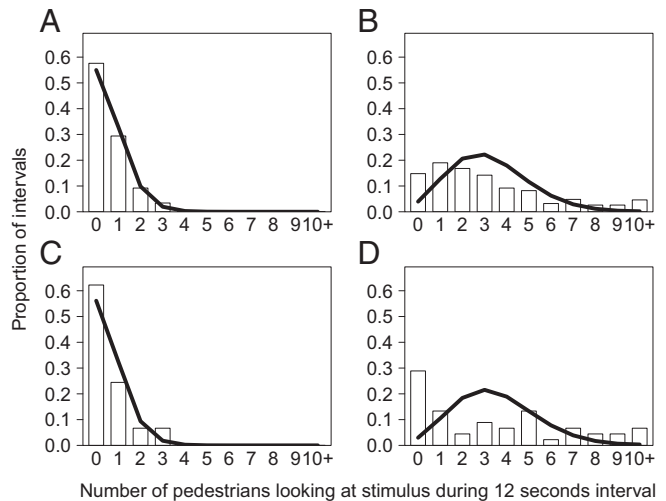 A
B
0.6
0.5
0.4
0.3
0.2
0.1
0.0
0 1 2 3 4 5 6 7 8 910+
0.6
0.5
0.4
0.3
0.2
0.1
0.0
0 1 2 3 4 5 6 7 8 910+
C
D
0.6
0.5
0.4
0.3
0.2
0.1
0.0
0 1 2 3 4 5 6 7 8 910+
0.6
0.5
0.4
0.3
0.2
0.1
0.0
0 1 2 3 4 5 6 7 8 910+
Proportion of intervals
Number of pedestrians looking at stimulus during 12 seconds interval